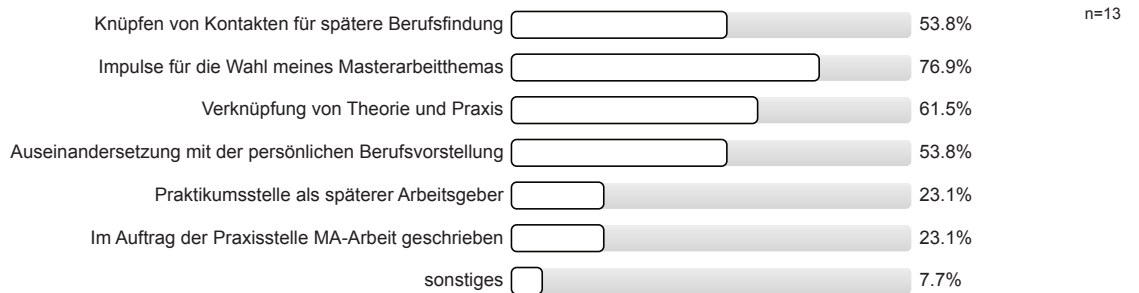 Knüpfen von Kontakten für spätere Berufsfindung 53.8% n=13
Impulse für die Wahl meines Masterarbeitthemas 76.9%
Verknüpfung von Theorie und Praxis 61.5%
Auseinandersetzung mit der persönlichen Berufsvorstellung 53.8%
Praktikumsstelle als späterer Arbeitsgeber 23.1%
Im Auftrag der Praxisstelle MA-Arbeit geschrieben 23.1%
sonstiges 7.7%